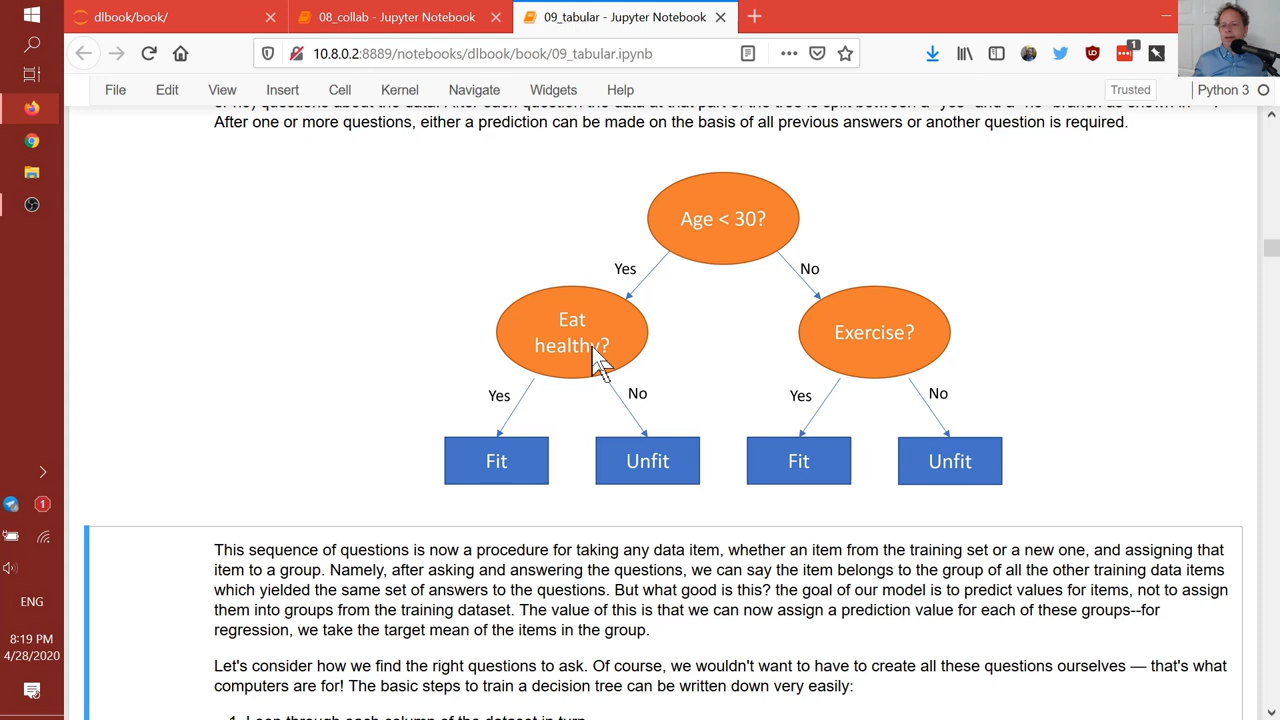 dlbook/book/
08_collab - Jupyter Notebook
09_tabular - Jupyter Notebook
10.8.0.2:8889/notebooks/dlbook/book/09_tabular.ipynb
1
File Edit View Insert Cell Kernel Navigate Widgets Help
Trusted
Python 3
After one or more questions, either a prediction can be made on the basis of all previous answers or another question is required.
Age < 30?
Yes
No
Eat
healthy?
Exercise?
Yes
No
Yes
No
Fit
Unfit
Fit
Unfit
This sequence of questions is now a procedure for taking any data item, whether an item from the training set or a new one, and assigning that
item to a group. Namely, after asking and answering the questions, we can say the item belongs to the group of all the other training data items
which yielded the same set of answers to the questions. But what good is this? the goal of our model is to predict values for items, not to assign
them into groups from the training dataset. The value of this is that we can now assign a prediction value for each of these groups--for
regression, we take the target mean of the items in the group.
Let's consider how we find the right questions to ask. Of course, we wouldn't want to have to create all these questions ourselves — that's what
computers are for! The basic steps to train a decision tree can be written down very easily:
1. Loop through each column of the dataset in turn
1
ENG
8:19 PM
4/28/2020